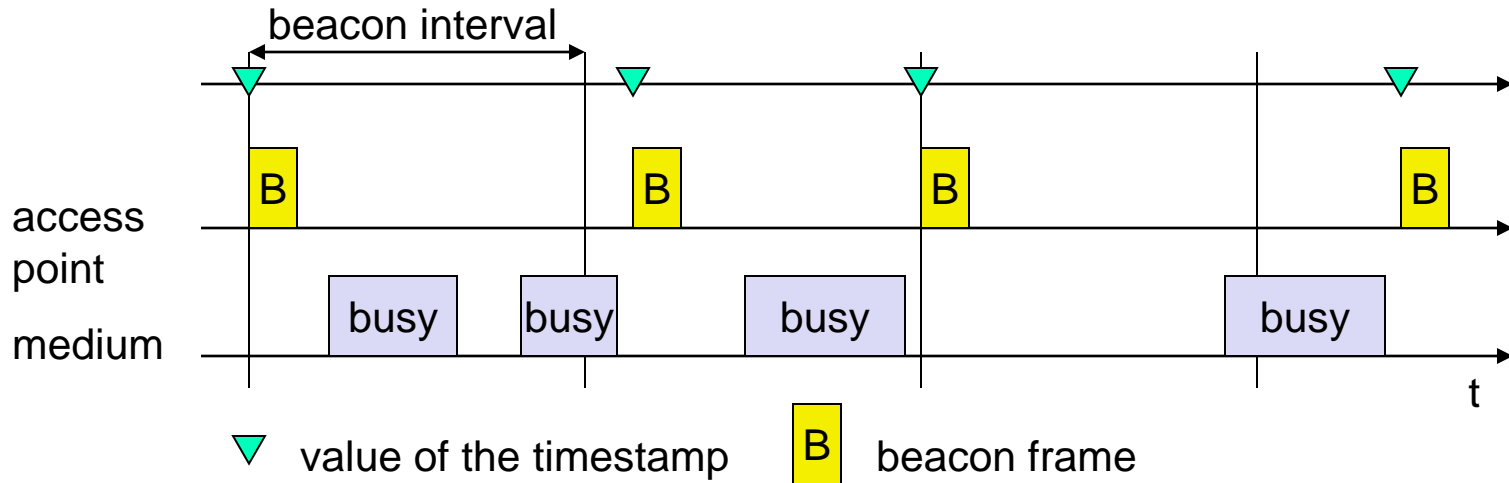 beacon interval
B B B B
access
point
busy busy busy busy
medium
t
value of the timestamp B beacon frame